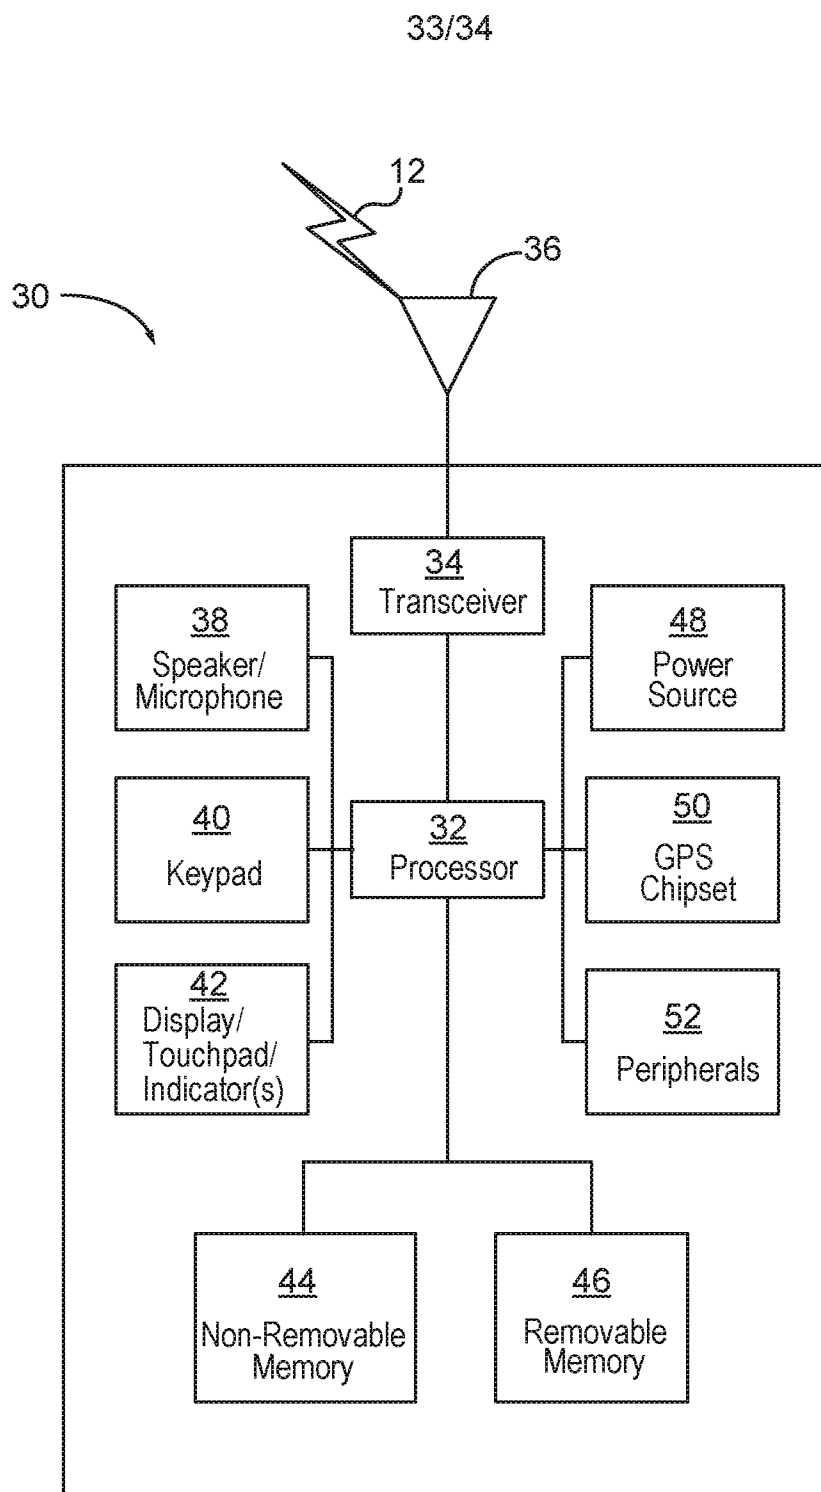 33/34
12
36
30
34
Transceiver
38
Speaker/
Microphone
48
Power
Source
40
Keypad
32
Processor
50
GPS
Chipset
42
Display/
Touchpad/
Indicator(s)
52
Peripherals
44
Non-Removable
Memory
46
Removable
Memory